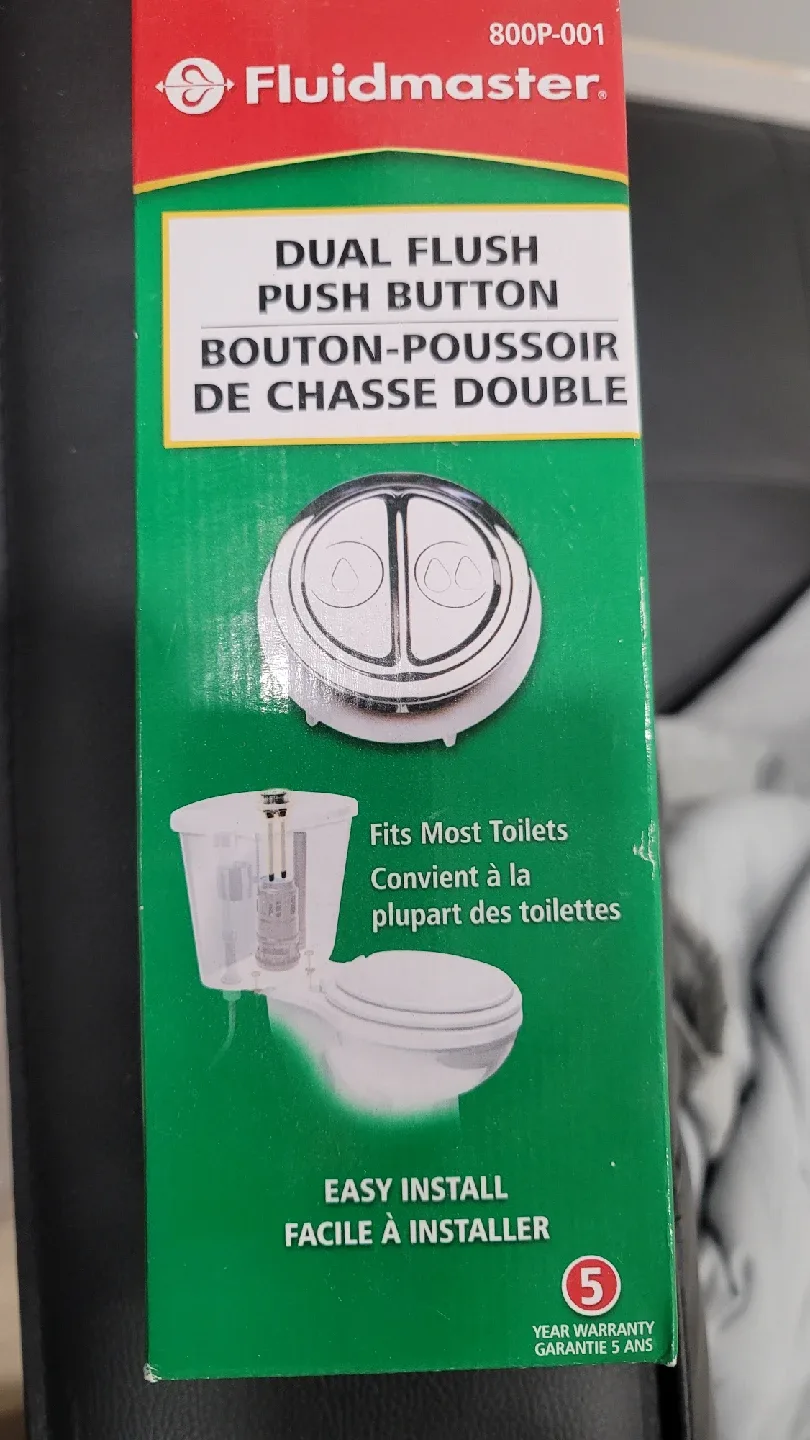 800P-001
Fluidmaster®
DUAL FLUSH
PUSH BUTTON
BOUTON-POUSSOIR
DE CHASSE DOUBLE
Fits Most Toilets
Convient à la
plupart des toilettes
EASY INSTALL
FACILE À INSTALLER
5
YEAR WARRANTY
GARANTIE 5 ANS